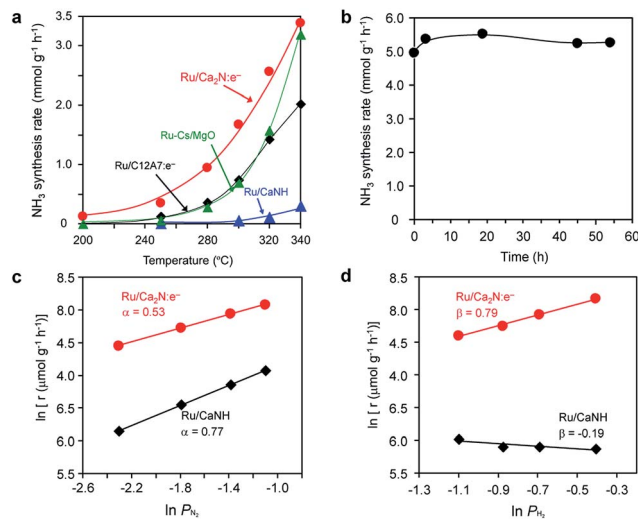 a
NH₃ synthesis rate (mmol g⁻¹ h⁻¹)
3.5
3.0
2.0
1.0
0
Ru/Ca₂N:e⁻
Ru-Cs/MgO
Ru/C12A7:e⁻
Ru/CaNH
200
240
280
300
320
340
Temperature (°C)
b
NH₃ synthesis rate (mmol g⁻¹ h⁻¹)
6.0
5.0
4.0
3.0
2.0
1.0
0
0
10
20
30
40
50
60
Time (h)
c
ln [ r (μmol g⁻¹ h⁻¹)]
8.5
8.0
4.5
4.0
6.5
6.0
5.5
Ru/Ca₂N:e⁻
α = 0.53
Ru/CaNH
α = 0.77
-2.6
-2.2
-1.8
-1.4
-1.0
ln P_N₂
d
ln [ r (μmol g⁻¹ h⁻¹)]
8.5
8.0
4.5
4.0
6.5
6.0
5.5
Ru/Ca₂N:e⁻
β = 0.79
Ru/CaNH
β = -0.19
-1.3
-1.1
-0.9
-0.7
-0.5
-0.3
ln P_H₂